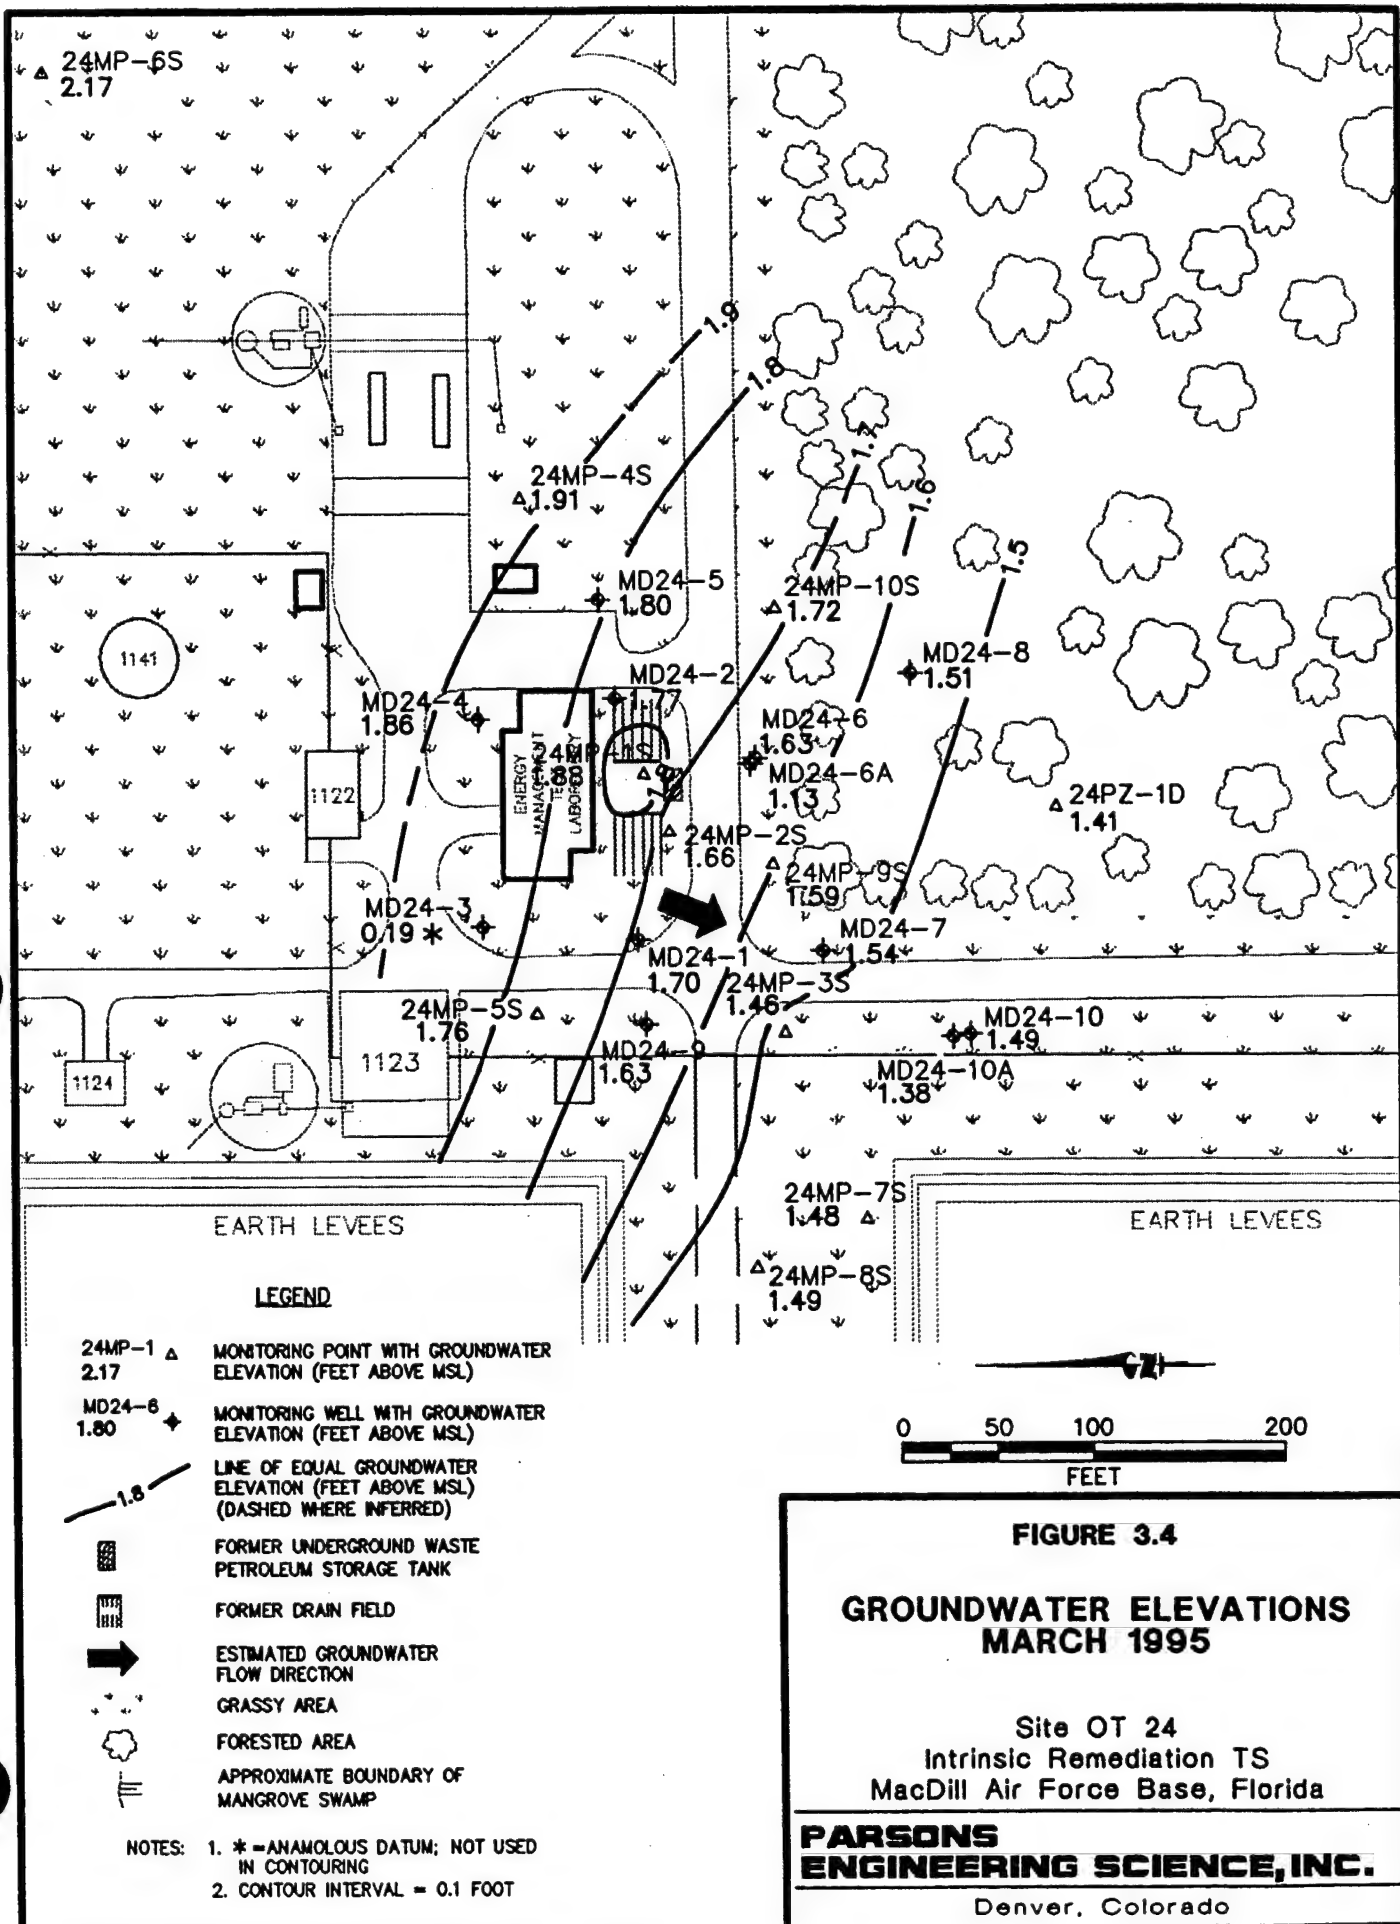 24MP-6S
2.17
1.9
1.8
24MP-4S
1.91
1.7
1.6
1.5
MD24-5
1.80
24MP-10S
1.72
1141
MD24-8
1.51
MD24-2
1.77
MD24-4
1.86
MD24-6
1.63
24MP-1S
1.80
ENERGY
MANAGEMENT
TEST
LABORATORY
1.8
MD24-6A
1.13
1122
24PZ-1D
1.41
24MP-2S
1.66
24MP-9S
1.59
MD24-3
0.19 *
MD24-7
1.54
MD24-1
1.70
24MP-3S
1.46
24MP-5S
1.76
MD24-9
1.63
MD24-10
1.49
1123
1124
MD24-10A
1.38
24MP-7S
1.48
EARTH LEVEES
EARTH LEVEES
24MP-8S
1.49
LEGEND
24MP-1
2.17
MONITORING POINT WITH GROUNDWATER
ELEVATION (FEET ABOVE MSL)
MD24-6
1.80
MONITORING WELL WITH GROUNDWATER
ELEVATION (FEET ABOVE MSL)
1.8
LINE OF EQUAL GROUNDWATER
ELEVATION (FEET ABOVE MSL)
(DASHED WHERE INFERRED)
FORMER UNDERGROUND WASTE
PETROLEUM STORAGE TANK
FORMER DRAIN FIELD
ESTIMATED GROUNDWATER
FLOW DIRECTION
GRASSY AREA
FORESTED AREA
APPROXIMATE BOUNDARY OF
MANGROVE SWAMP
NOTES: 1. * =ANAMOLOUS DATUM; NOT USED
IN CONTOURING
2. CONTOUR INTERVAL = 0.1 FOOT
N
0 50 100 200
FEET
FIGURE 3.4
GROUNDWATER ELEVATIONS
MARCH 1995
Site OT 24
Intrinsic Remediation TS
MacDill Air Force Base, Florida
PARSONS
ENGINEERING SCIENCE, INC.
Denver, Colorado